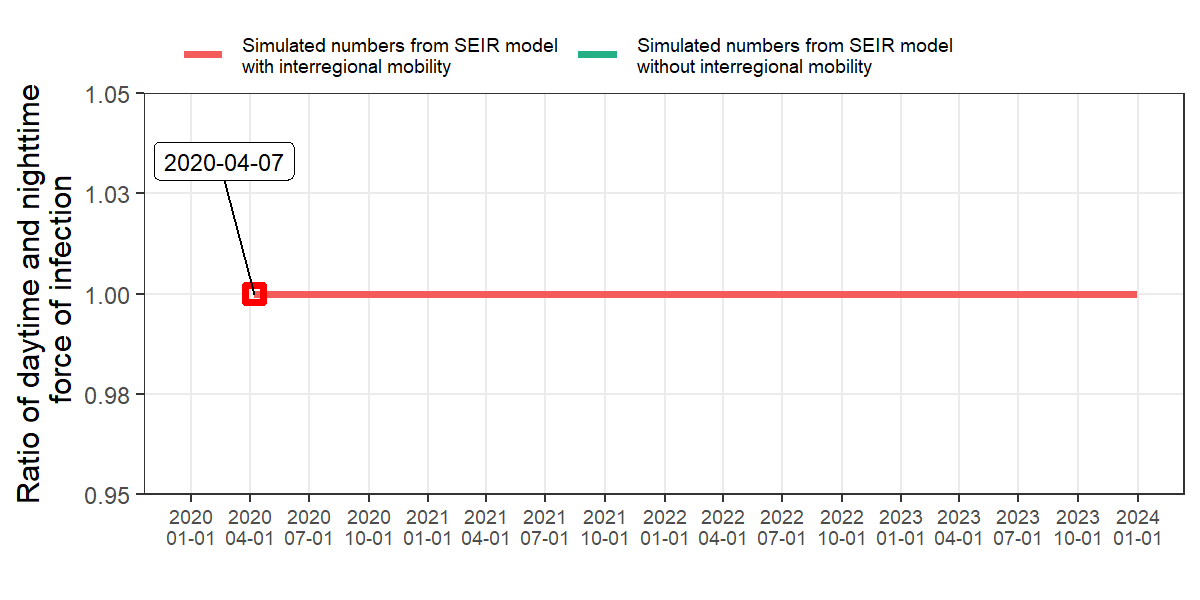 Simulated numbers from SEIR model
with interregional mobility
Simulated numbers from SEIR model
without interregional mobility
Ratio of daytime and nighttime
force of infection
1.05
1.03
1.00
0.98
0.95
2020-04-07
2020 2020 2020 2020 2021 2021 2021 2021 2022 2022 2022 2022 2023 2023 2023 2023 2024
01-01 04-01 07-01 10-01 01-01 04-01 07-01 10-01 01-01 04-01 07-01 10-01 01-01 04-01 07-01 10-01 01-01